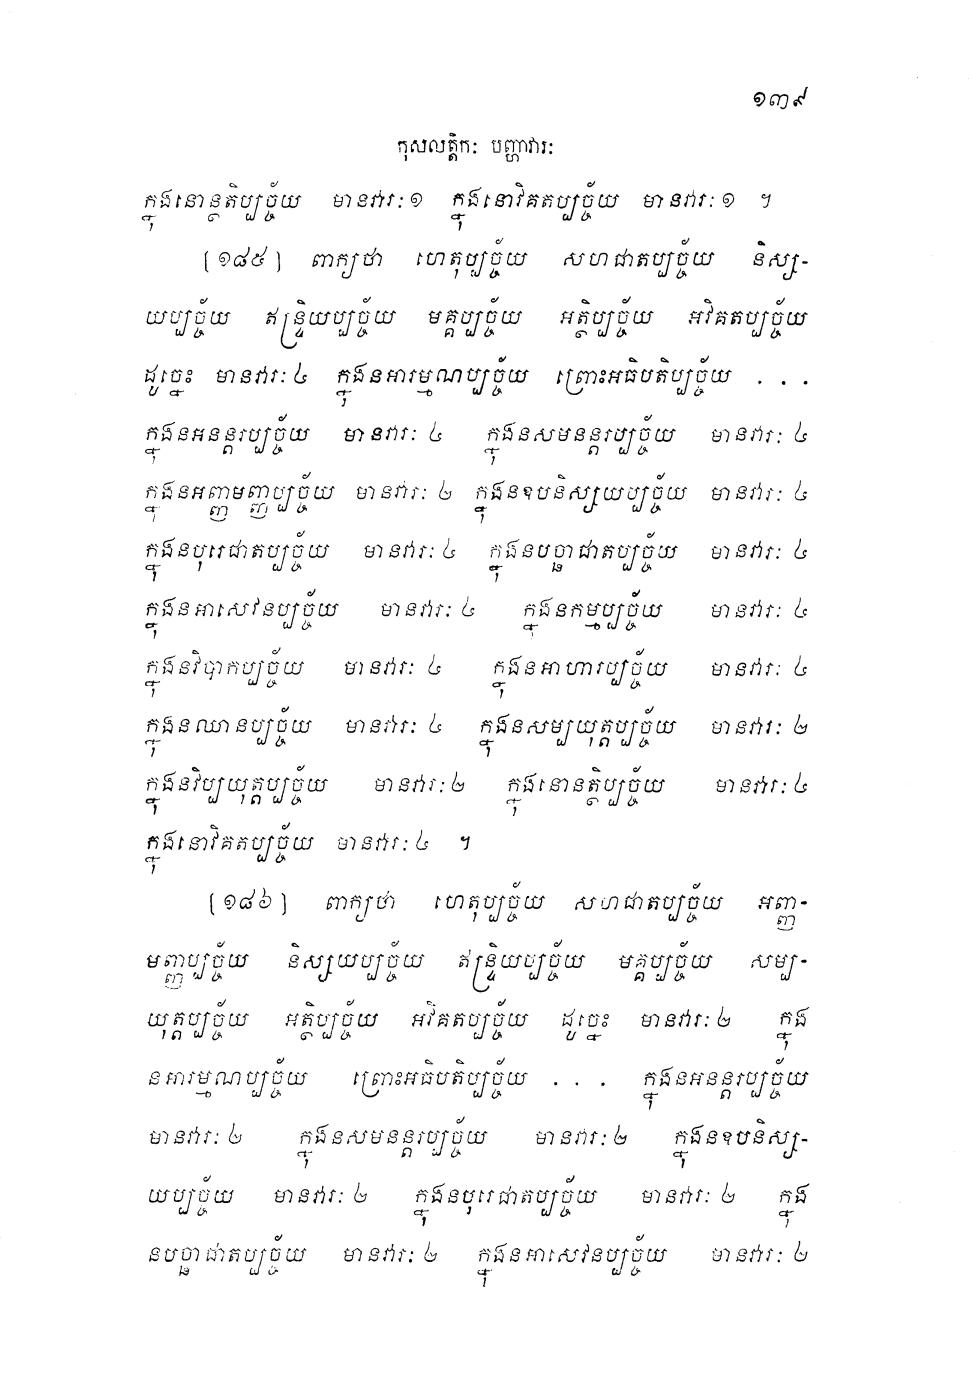 ១៣៩
កុសលត្តិកៈ បញ្ហាវារៈ
ក្នុងនោនត្ថិប្បច្ច័យ មានវារៈ ១ ក្នុងនោវិគតប្បច្ច័យ មានវារៈ ១ ។
[១៨៥] ពាក្យថា ហេតុប្បច្ច័យ សហជាតប្បច្ច័យ និស្ស-
យប្បច្ច័យ ឥន្ទ្រិយប្បច្ច័យ មគ្គប្បច្ច័យ អត្ថិប្បច្ច័យ អវិគតប្បច្ច័យ
ដូច្នេះ មានវារៈ ៤ ក្នុងនអារម្មណប្បច្ច័យ ព្រោះអធិបតិប្បច្ច័យ . . .
ក្នុងនអនន្តរប្បច្ច័យ មានវារៈ ៤ ក្នុងនសមនន្តរប្បច្ច័យ មានវារៈ ៤
ក្នុងនអញ្ញមញ្ញប្បច្ច័យ មានវារៈ ២ ក្នុងនឧបនិស្សយប្បច្ច័យ មានវារៈ ៤
ក្នុងនបុរេជាតប្បច្ច័យ មានវារៈ ៤ ក្នុងនបច្ឆាជាតប្បច្ច័យ មានវារៈ ៤
ក្នុងនអាសេវនប្បច្ច័យ មានវារៈ ៤ ក្នុងនកម្មប្បច្ច័យ មានវារៈ ៤
ក្នុងនវិបាកប្បច្ច័យ មានវារៈ ៤ ក្នុងនអាហារប្បច្ច័យ មានវារៈ ៤
ក្នុងនឈានប្បច្ច័យ មានវារៈ ៤ ក្នុងនសម្បយុត្តប្បច្ច័យ មានវារៈ ២
ក្នុងនវិប្បយុត្តប្បច្ច័យ មានវារៈ ២ ក្នុងនោនត្ថិប្បច្ច័យ មានវារៈ ៤
ក្នុងនោវិគតប្បច្ច័យ មានវារៈ ៤ ។
[១៨៦] ពាក្យថា ហេតុប្បច្ច័យ សហជាតប្បច្ច័យ អញ្ញ-
មញ្ញប្បច្ច័យ និស្សយប្បច្ច័យ ឥន្ទ្រិយប្បច្ច័យ មគ្គប្បច្ច័យ សម្ប-
យុត្តប្បច្ច័យ អត្ថិប្បច្ច័យ អវិគតប្បច្ច័យ ដូច្នេះ មានវារៈ ២ ក្នុង
នអារម្មណប្បច្ច័យ ព្រោះអធិបតិប្បច្ច័យ . . . ក្នុងនអនន្តរប្បច្ច័យ
មានវារៈ ២ ក្នុងនសមនន្តរប្បច្ច័យ មានវារៈ ២ ក្នុងនឧបនិស្ស-
យប្បច្ច័យ មានវារៈ ២ ក្នុងនបុរេជាតប្បច្ច័យ មានវារៈ ២ ក្នុង
នបច្ឆាជាតប្បច្ច័យ មានវារៈ ២ ក្នុងនអាសេវនប្បច្ច័យ មានវារៈ ២